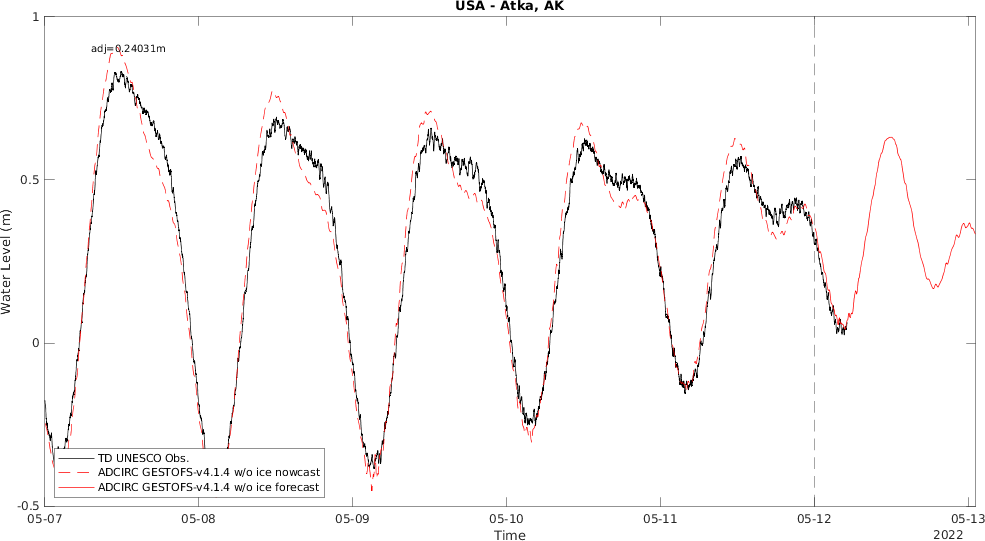 USA - Atka, AK
1
adj=0.24031m
0.5
Water Level (m)
0
TD UNESCO Obs.
ADCIRC GESTOFS-v4.1.4 w/o ice nowcast
ADCIRC GESTOFS-v4.1.4 w/o ice forecast
-0.5
05-07 05-08 05-09 05-10 05-11 05-12 05-13
Time
2022